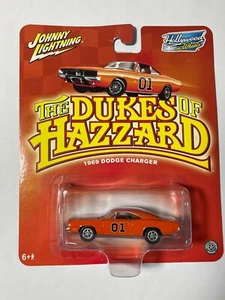 JOHNNY
LIGHTNING
Hollywood
on Wheels
01
THE DUKES OF
HAZZARD
1969 DODGE CHARGER
01
6+